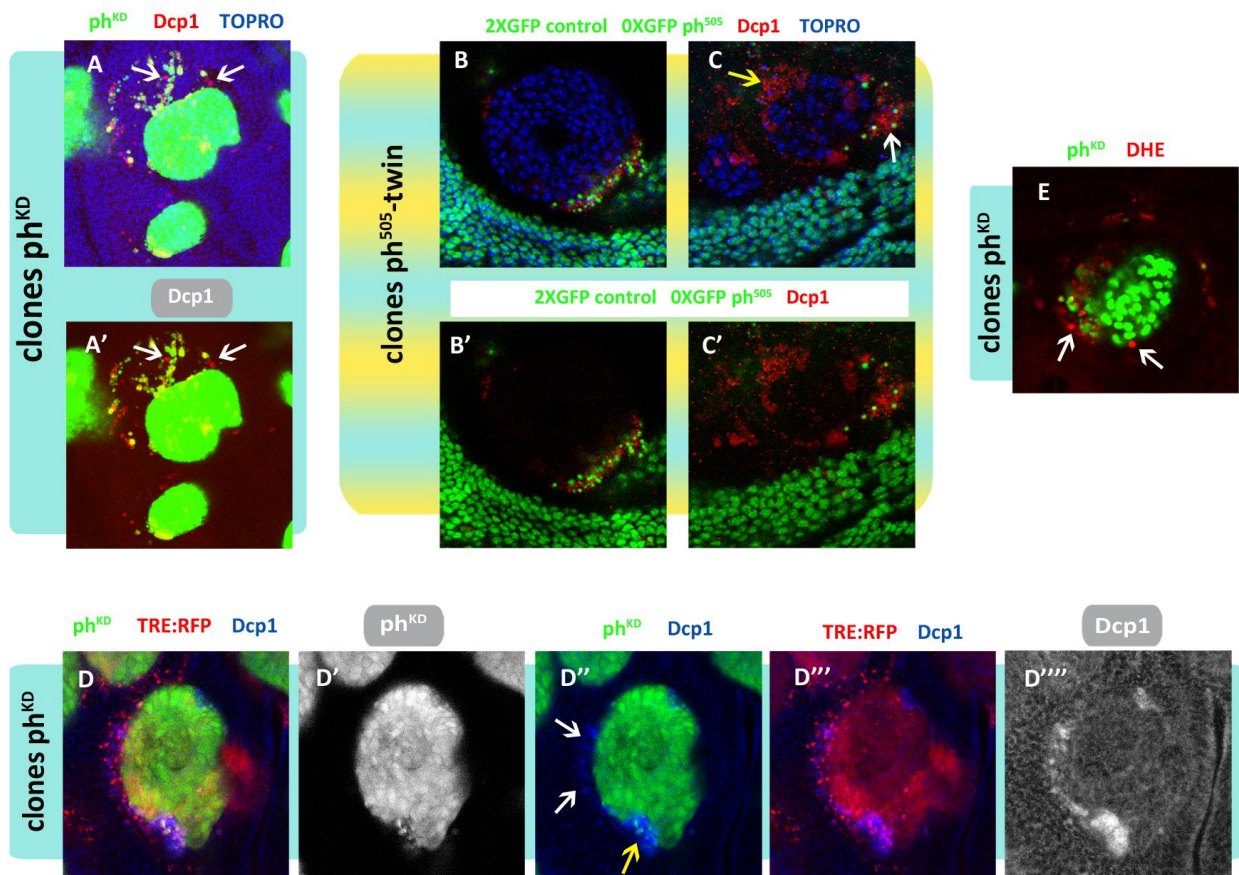 ph^KD Dcp1 TOPRO
clones ph^KD
A
Dcp1
A'
2XGFP control 0XGFP ph^505 Dcp1 TOPRO
clones ph^505-twin
B
C
2XGFP control 0XGFP ph^505 Dcp1
B'
C'
ph^KD DHE
clones ph^KD
E
ph^KD TRE:RFP Dcp1
ph^KD
ph^KD Dcp1
TRE:RFP Dcp1
Dcp1
clones ph^KD
D
D'
D''
D'''
D''''